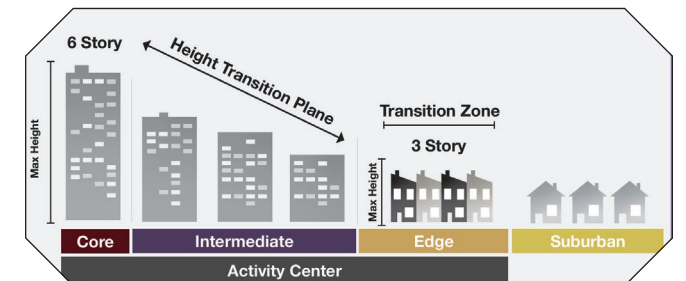 6 Story
Height Transition Plane
Max Height
Transition Zone
3 Story
Max Height
Core
Intermediate
Edge
Suburban
Activity Center